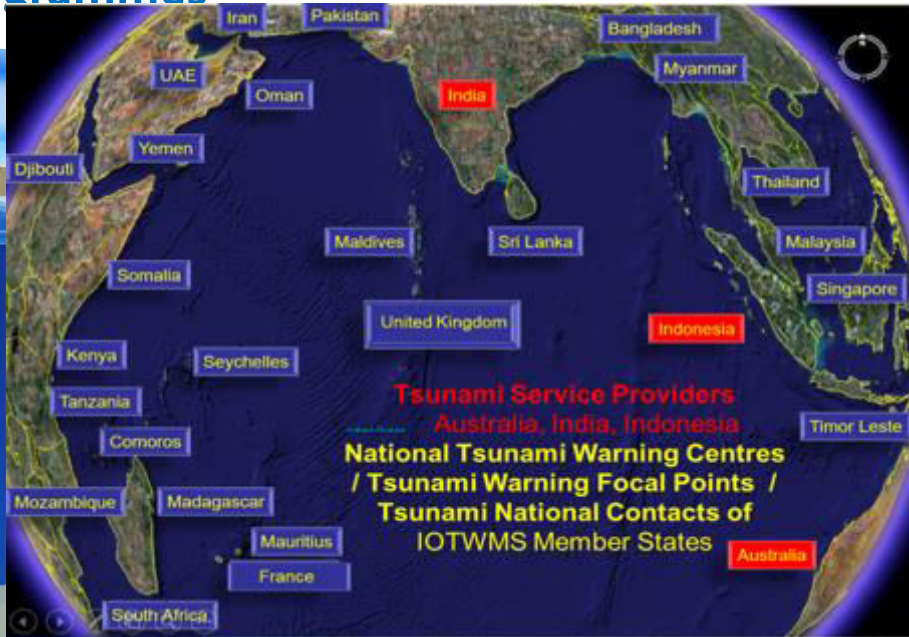 Iran
Pakistan
Bangladesh
UAE
Myanmar
Oman
India
Yemen
Djibouti
Thailand
Maldives
Sri Lanka
Malaysia
Somalia
Singapore
United Kingdom
Indonesia
Kenya
Seychelles
Tanzania
Tsunami Service Providers
Australia, India, Indonesia
Timor Leste
Comoros
National Tsunami Warning Centres
/ Tsunami Warning Focal Points /
Tsunami National Contacts of
IOTWMS Member States
Mozambique
Madagascar
Mauritius
Australia
France
South Africa